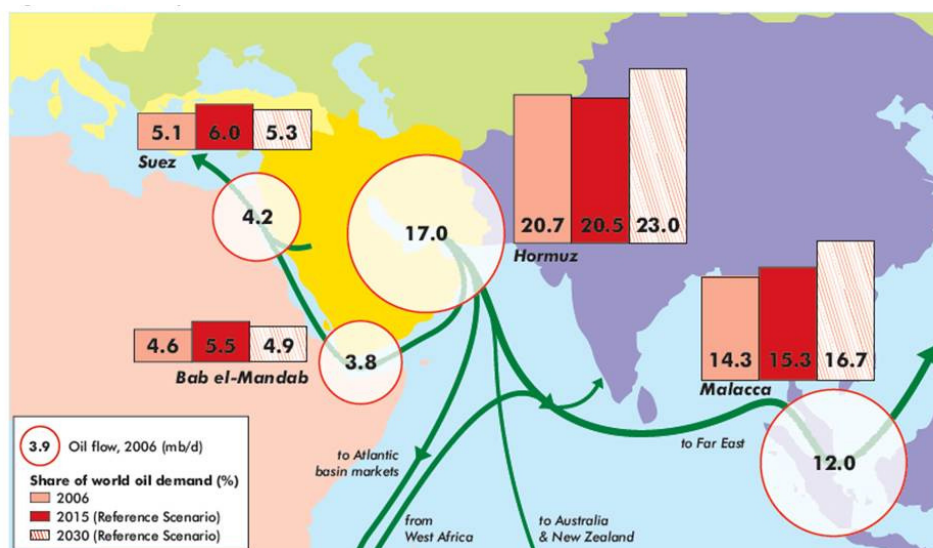 5.1 6.0 5.3
Suez
4.2
17.0
20.7 20.5 23.0
Hormuz
4.6 5.5 4.9
Bab el-Mandab
3.8
14.3 15.3 16.7
Malacca
12.0
to Atlantic
basin markets
to Far East
from
West Africa
to Australia
& New Zealand
3.9 Oil flow, 2006 (mb/d)
Share of world oil demand (%)
2006
2015 (Reference Scenario)
2030 (Reference Scenario)